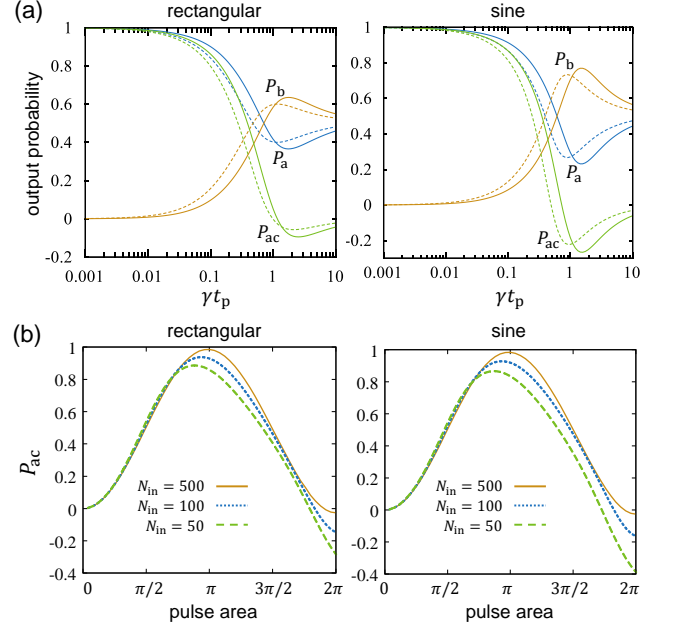 (a)
rectangular
sine
output probability
1
0.8
0.6
0.4
0.2
0
-0.2
P_b
P_a
P_ac
0.001
0.01
0.1
1
10
γt_p
1
0.8
0.6
0.4
0.2
0
-0.2
P_b
P_a
P_ac
0.001
0.01
0.1
1
10
γt_p
(b)
rectangular
sine
P_ac
1
0.8
0.6
0.4
0.2
0
-0.2
-0.4
N_in = 500
N_in = 100
N_in = 50
0
π/2
π
3π/2
2π
pulse area
1
0.8
0.6
0.4
0.2
0
-0.2
-0.4
N_in = 500
N_in = 100
N_in = 50
0
π/2
π
3π/2
2π
pulse area